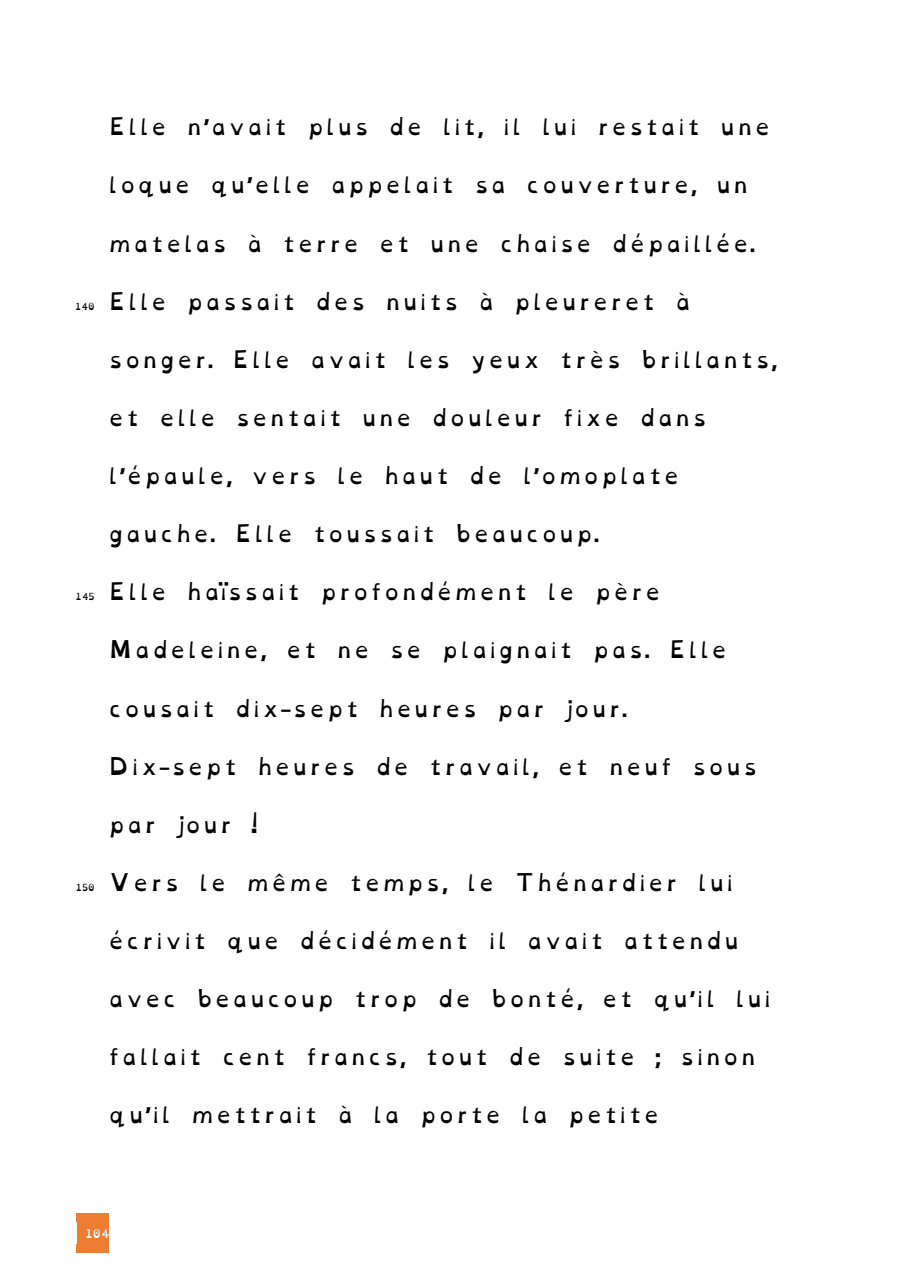 Elle n'avait plus de lit, il lui restait une
loque qu'elle appelait sa couverture, un
matelas à terre et une chaise dépaillée.
140 Elle passait des nuits à pleureret à
songer. Elle avait les yeux très brillants,
et elle sentait une douleur fixe dans
l'épaule, vers le haut de l'omoplate
gauche. Elle toussait beaucoup.
145 Elle haïssait profondément le père
Madeleine, et ne se plaignait pas. Elle
cousait dix-sept heures par jour.
Dix-sept heures de travail, et neuf sous
par jour !
150 Vers le même temps, le Thénardier lui
écrivit que décidément il avait attendu
avec beaucoup trop de bonté, et qu'il lui
fallait cent francs, tout de suite ; sinon
qu'il mettrait à la porte la petite
104